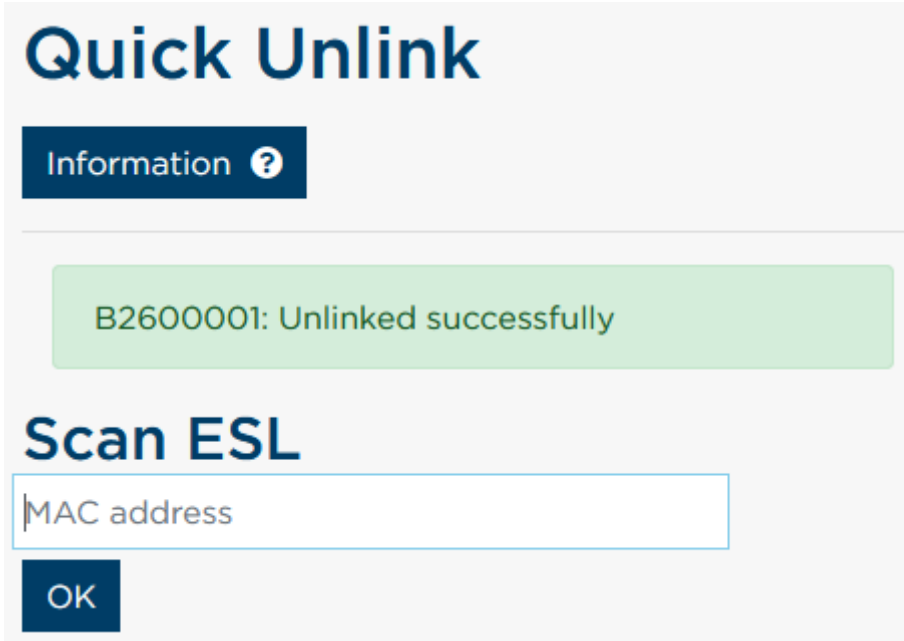 Quick Unlink
Information ?
B2600001: Unlinked successfully
Scan ESL
MAC address
OK